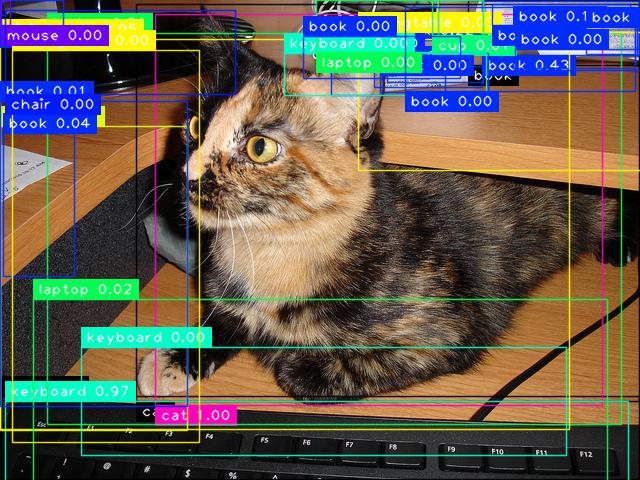 mouse 0.00
0.00
book 0.00
book 0.1
book
book 0.00
keyboard 0.00
cup 0.0
laptop 0.00
0.00
book 0.43
book
book 0.01
chair 0.00
book 0.00
book 0.04
laptop 0.02
keyboard 0.00
keyboard 0.97
cat 1.00
Esc
F1
F2
F3
F4
F5
F6
F7
F8
F9
F10
F11
F12
!
@
#
$
%